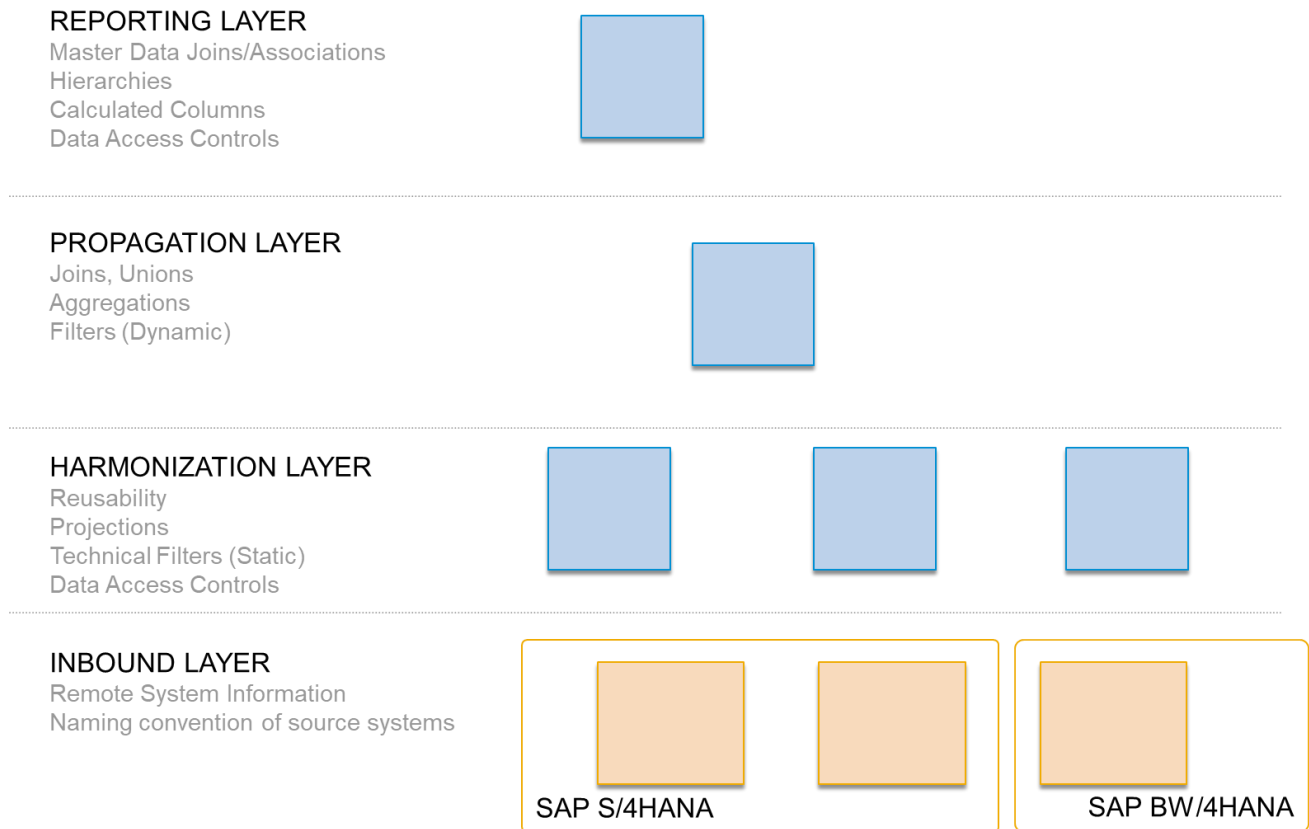 REPORTING LAYER
Master Data Joins/Associations
Hierarchies
Calculated Columns
Data Access Controls
PROPAGATION LAYER
Joins, Unions
Aggregations
Filters (Dynamic)
HARMONIZATION LAYER
Reusability
Projections
Technical Filters (Static)
Data Access Controls
INBOUND LAYER
Remote System Information
Naming convention of source systems
SAP S/4HANA
SAP BW/4HANA